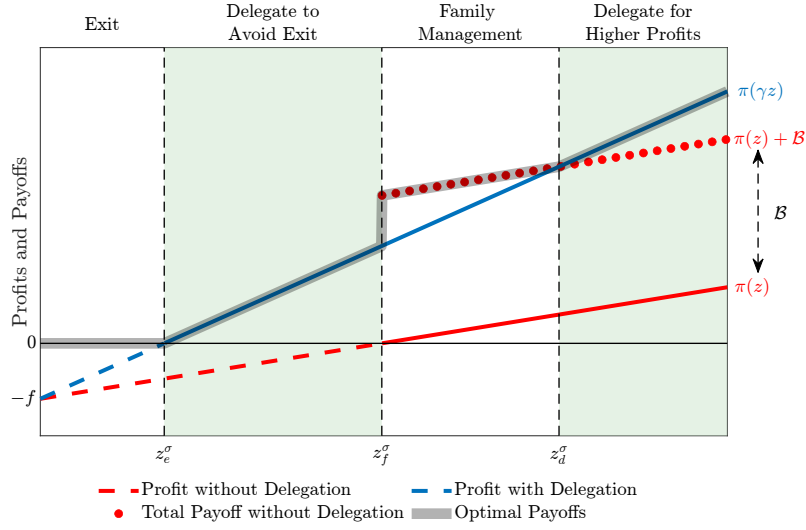 Exit
Delegate to
Avoid Exit
Family
Management
Delegate for
Higher Profits
Profits and Payoffs
π(γz)
π(z) + ℬ
ℬ
π(z)
0
−f
z_e^σ
z_f^σ
z_d^σ
Profit without Delegation
Profit with Delegation
Total Payoff without Delegation
Optimal Payoffs